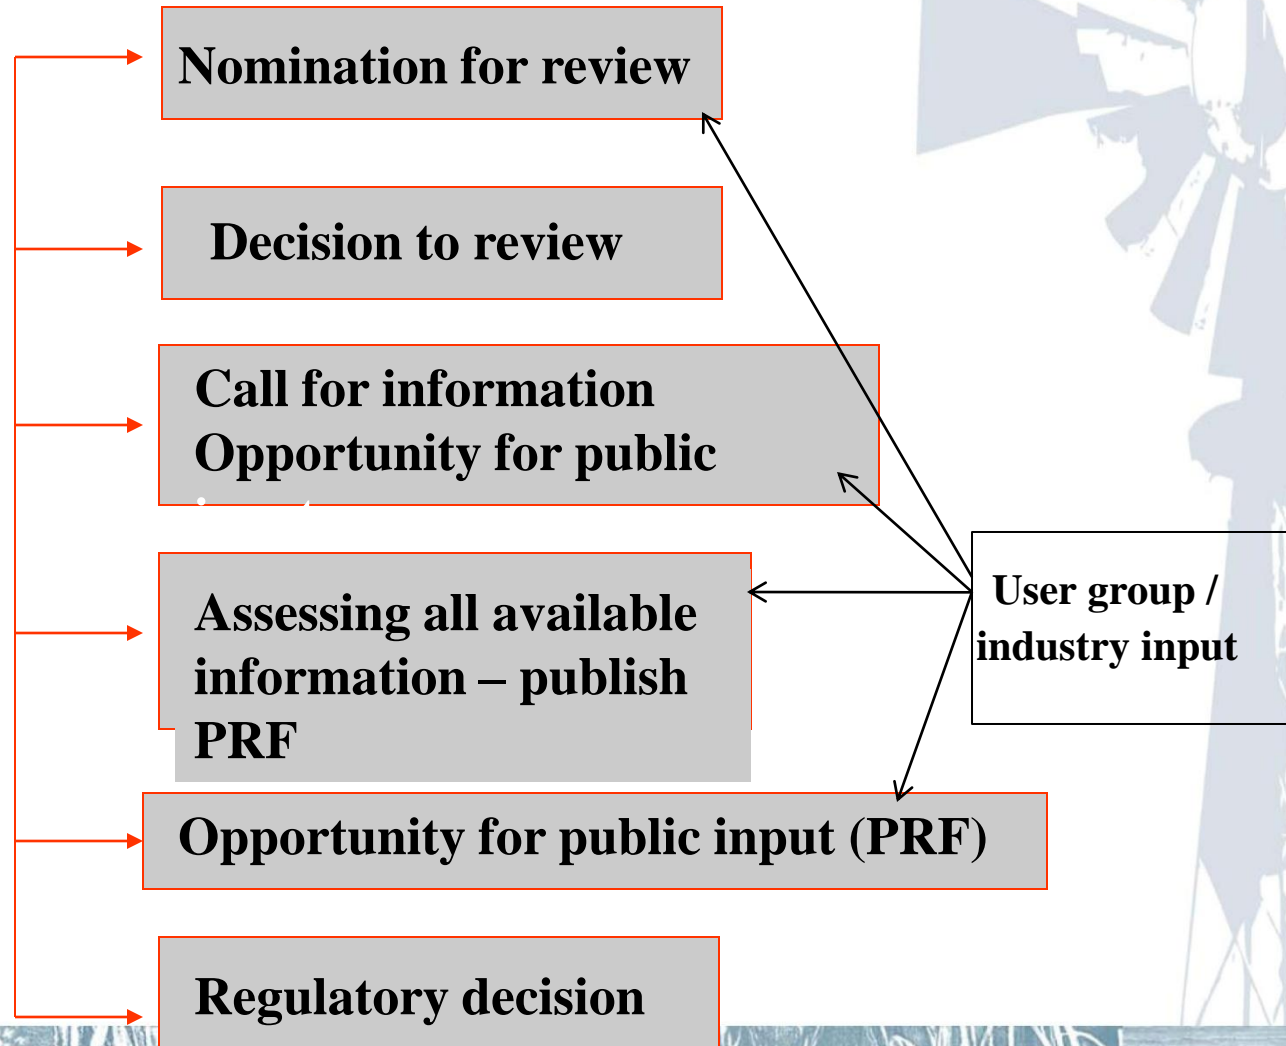 Nomination for review
Decision to review
Call for information
Opportunity for public
Assessing all available
information – publish
PRF
User group /
industry input
Opportunity for public input (PRF)
Regulatory decision